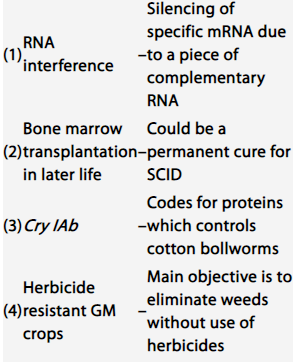 (1) RNA interference – Silencing of specific mRNA due to a piece of complementary RNA
(2) Bone marrow transplantation in later life – Could be a permanent cure for SCID
(3) Cry IAb – Codes for proteins which controls cotton bollworms
(4) Herbicide resistant GM crops – Main objective is to eliminate weeds without use of herbicides